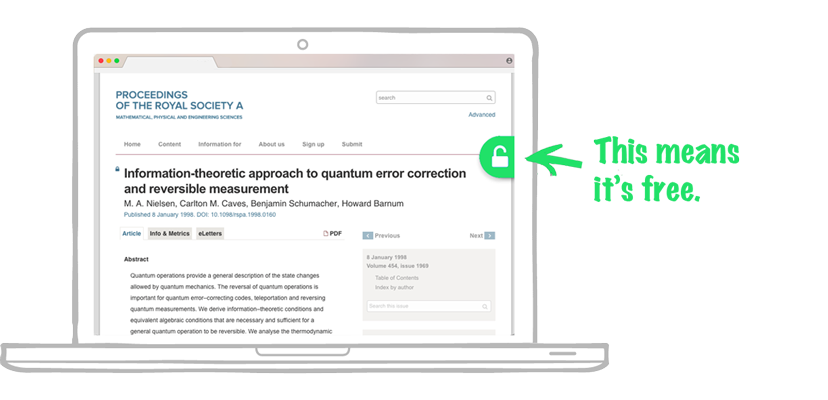 PROCEEDINGS
OF THE ROYAL SOCIETY A
MATHEMATICAL, PHYSICAL AND ENGINEERING SCIENCES
search
Advanced
Home Content Information for About us Sign up Submit
This means
it's free.
Information-theoretic approach to quantum error correction
and reversible measurement
M. A. Nielsen, Carlton M. Caves, Benjamin Schumacher, Howard Barnum
Published 8 January 1998. DOI: 10.1098/rspa.1998.0160
Article Info & Metrics eLetters PDF
Previous Next
Abstract
Quantum operations provide a general description of the state changes
allowed by quantum mechanics. The reversal of quantum operations is
important for quantum error-correcting codes, teleportation and reversing
quantum measurements. We derive information-theoretic conditions and
equivalent algebraic conditions that are necessary and sufficient for a
general quantum operation to be reversible. We analyse the thermodynamic
8 January 1998
Volume 454, issue 1969
Table of Contents
Index by author
Search this issue